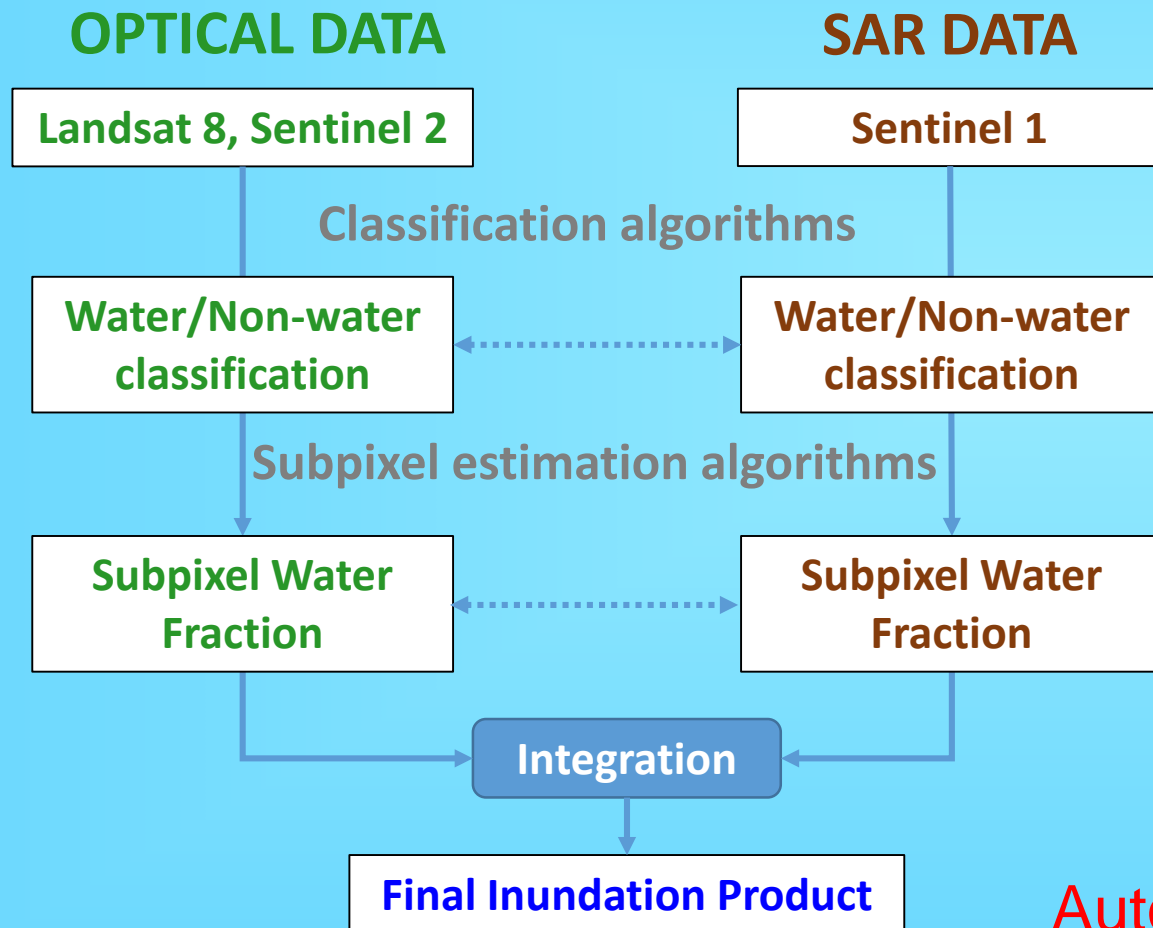 OPTICAL DATA
SAR DATA
Landsat 8, Sentinel 2
Sentinel 1
Classification algorithms
Water/Non-water
classification
Water/Non-water
classification
Subpixel estimation algorithms
Subpixel Water
Fraction
Subpixel Water
Fraction
Integration
Final Inundation Product